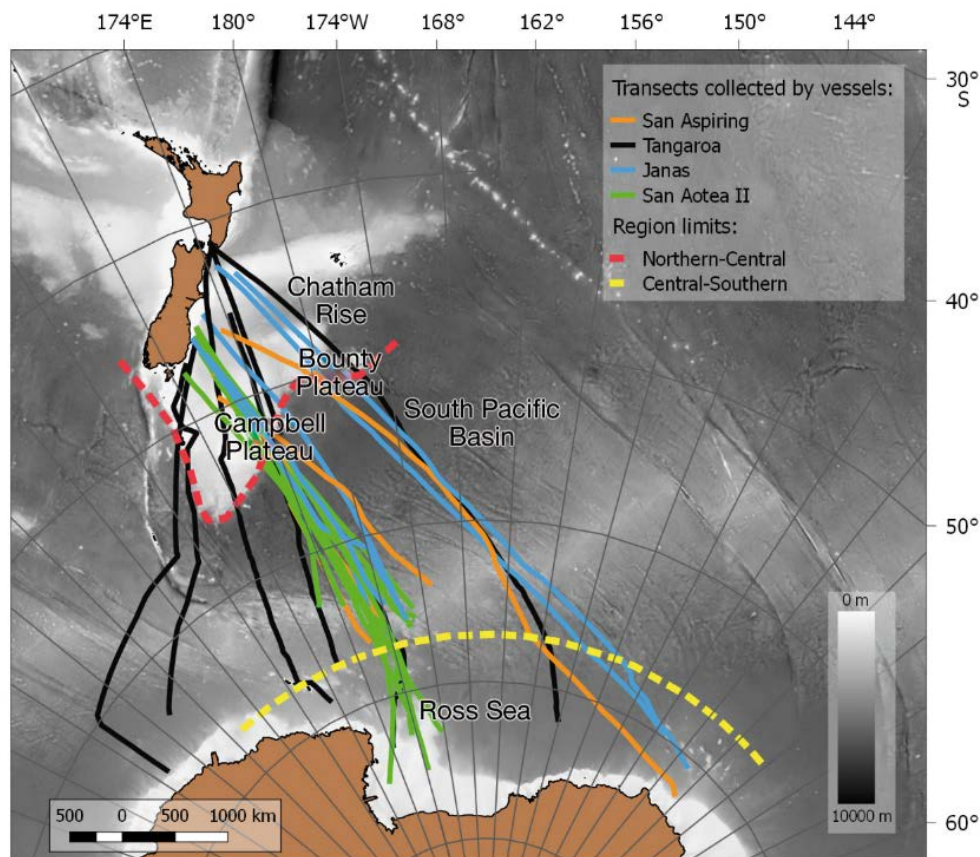 174°E 180° 174°W 168° 162° 156° 150° 144°
30°
S
Transects collected by vessels:
San Aspiring
Tangaroa
Janas
San Aotea II
Region limits:
Northern-Central
Central-Southern
40°
Chatham
Rise
Bounty
Plateau
South Pacific
Basin
Campbell
Plateau
50°
0 m
10000 m
Ross Sea
500 0 500 1000 km
60°